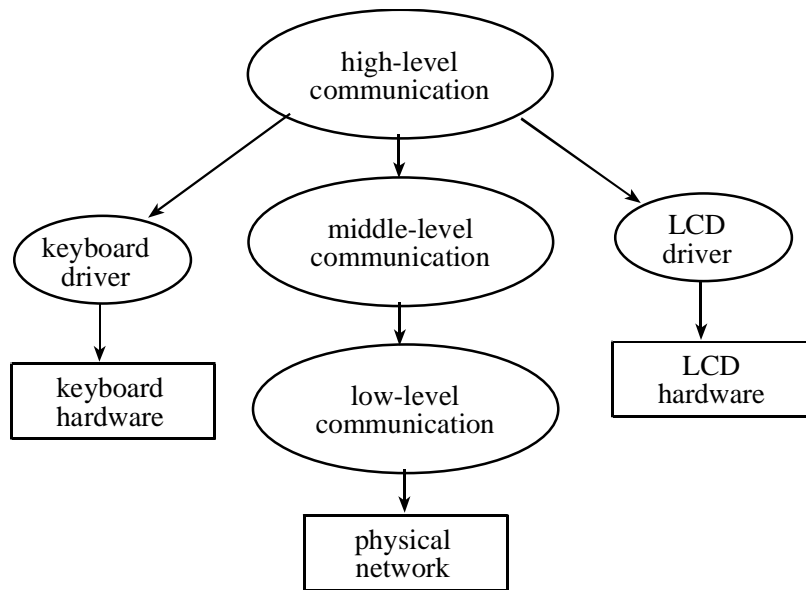 high-level
communication
keyboard
driver
middle-level
communication
LCD
driver
keyboard
hardware
low-level
communication
LCD
hardware
physical
network